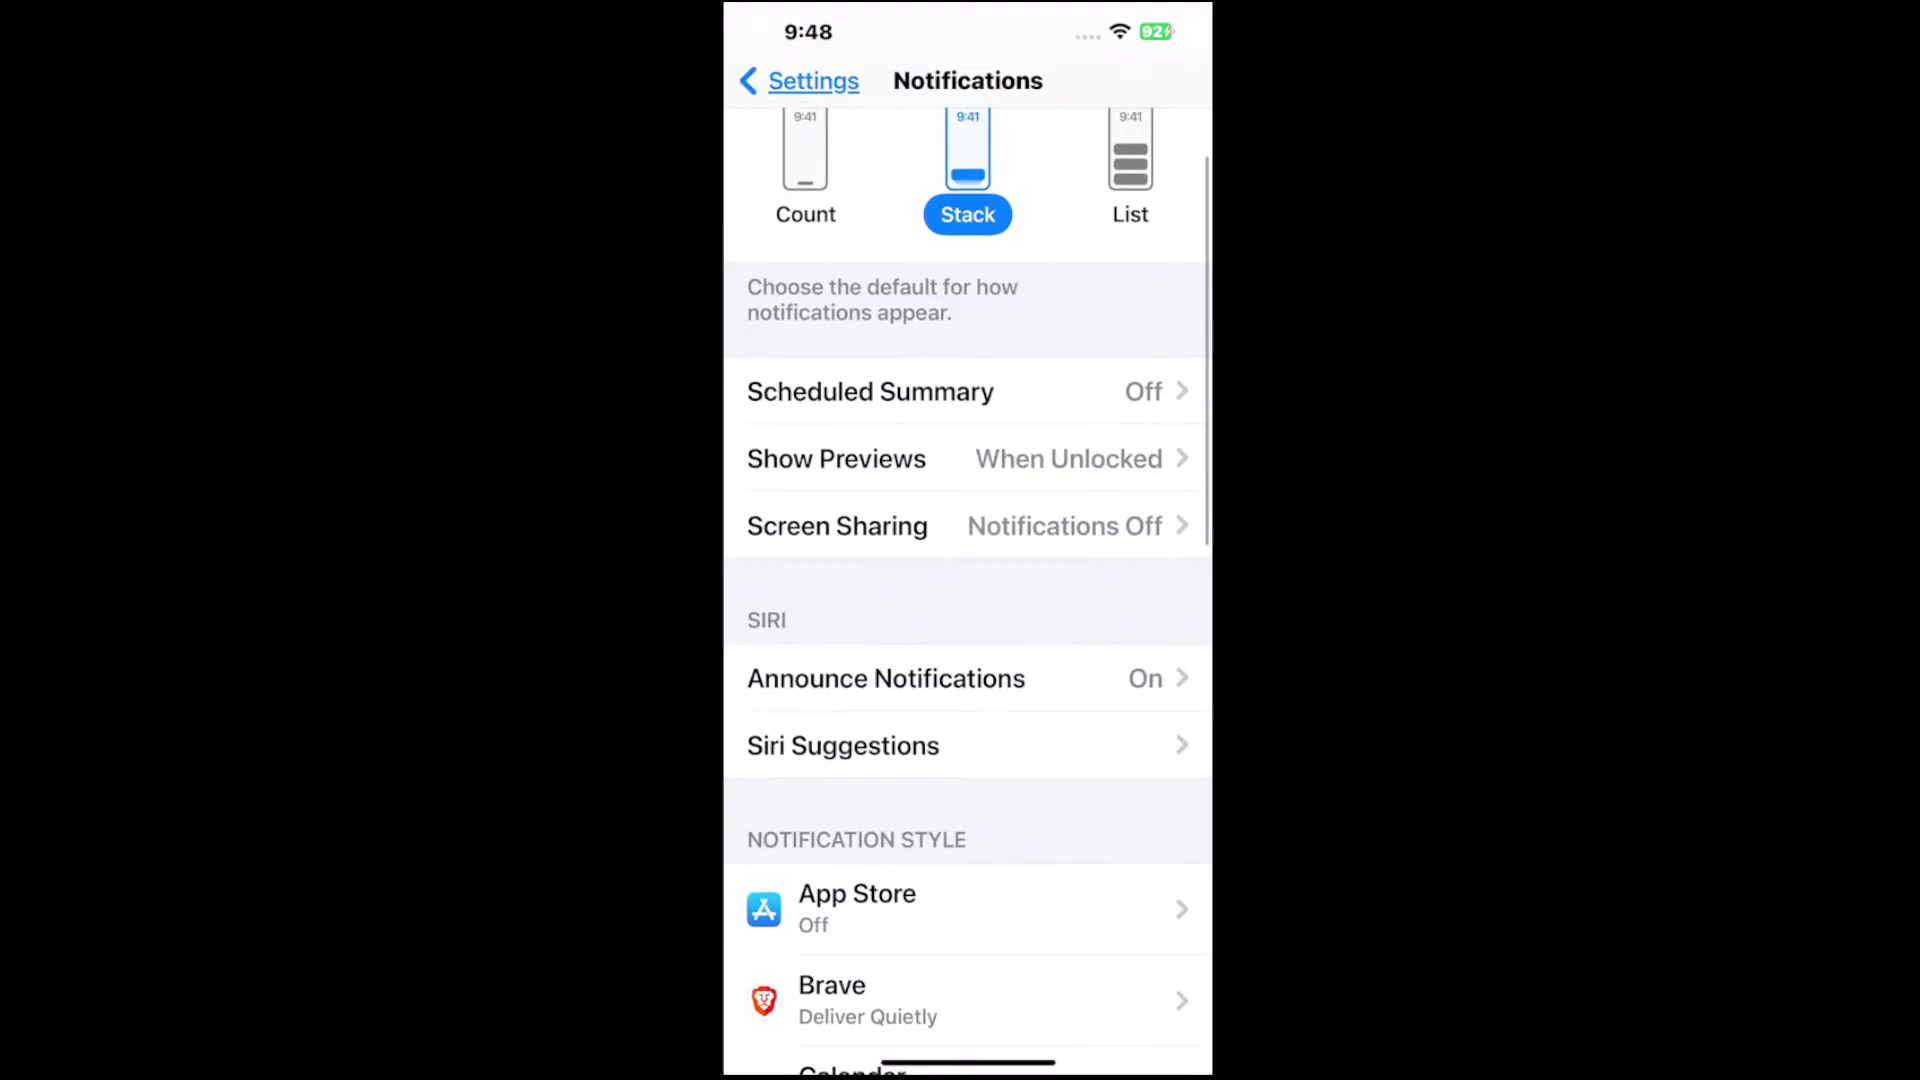 9:48
92
Settings
Notifications
9:41
9:41
9:41
Count
Stack
List
Choose the default for how
notifications appear.
Scheduled Summary
Off
Show Previews
When Unlocked
Screen Sharing
Notifications Off
SIRI
Announce Notifications
On
Siri Suggestions
NOTIFICATION STYLE
App Store
Off
Brave
Deliver Quietly
Calendar